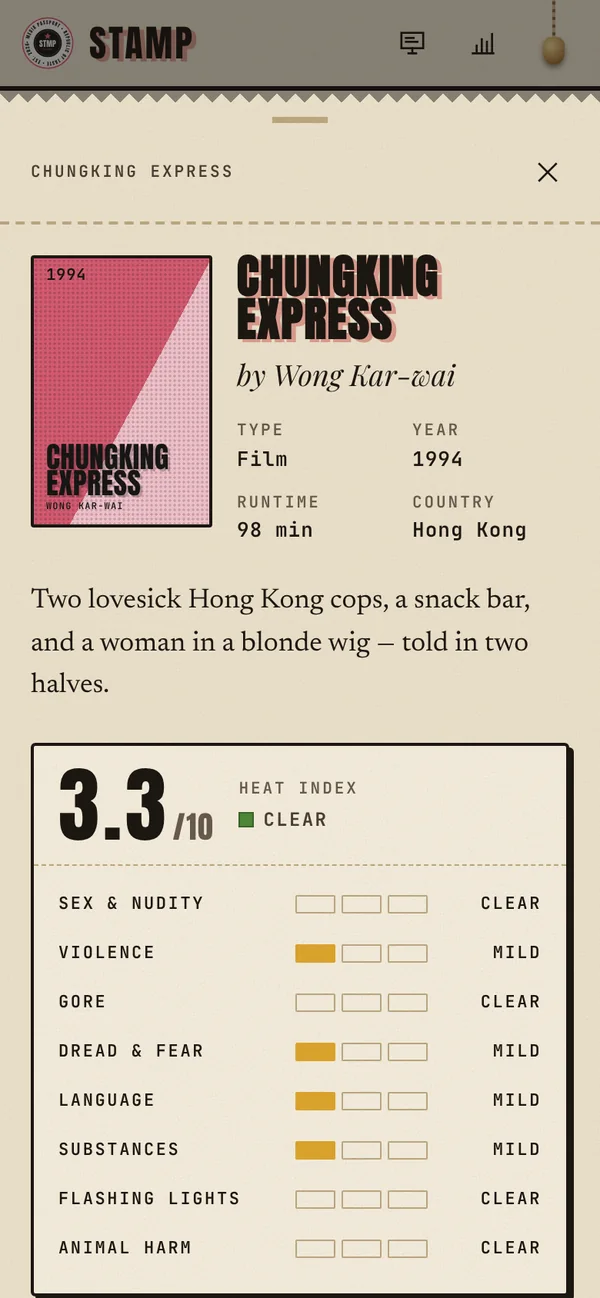 STMP
STAMP
CHUNGKING EXPRESS
1994
CHUNGKING
EXPRESS
WONG KAR-WAI
CHUNGKING
EXPRESS
by Wong Kar-wai
TYPE
YEAR
Film
1994
RUNTIME
COUNTRY
98 min
Hong Kong
Two lovesick Hong Kong cops, a snack bar,
and a woman in a blonde wig — told in two
halves.
3.3 /10
HEAT INDEX
CLEAR
SEX & NUDITY CLEAR
VIOLENCE MILD
GORE CLEAR
DREAD & FEAR MILD
LANGUAGE MILD
SUBSTANCES MILD
FLASHING LIGHTS CLEAR
ANIMAL HARM CLEAR